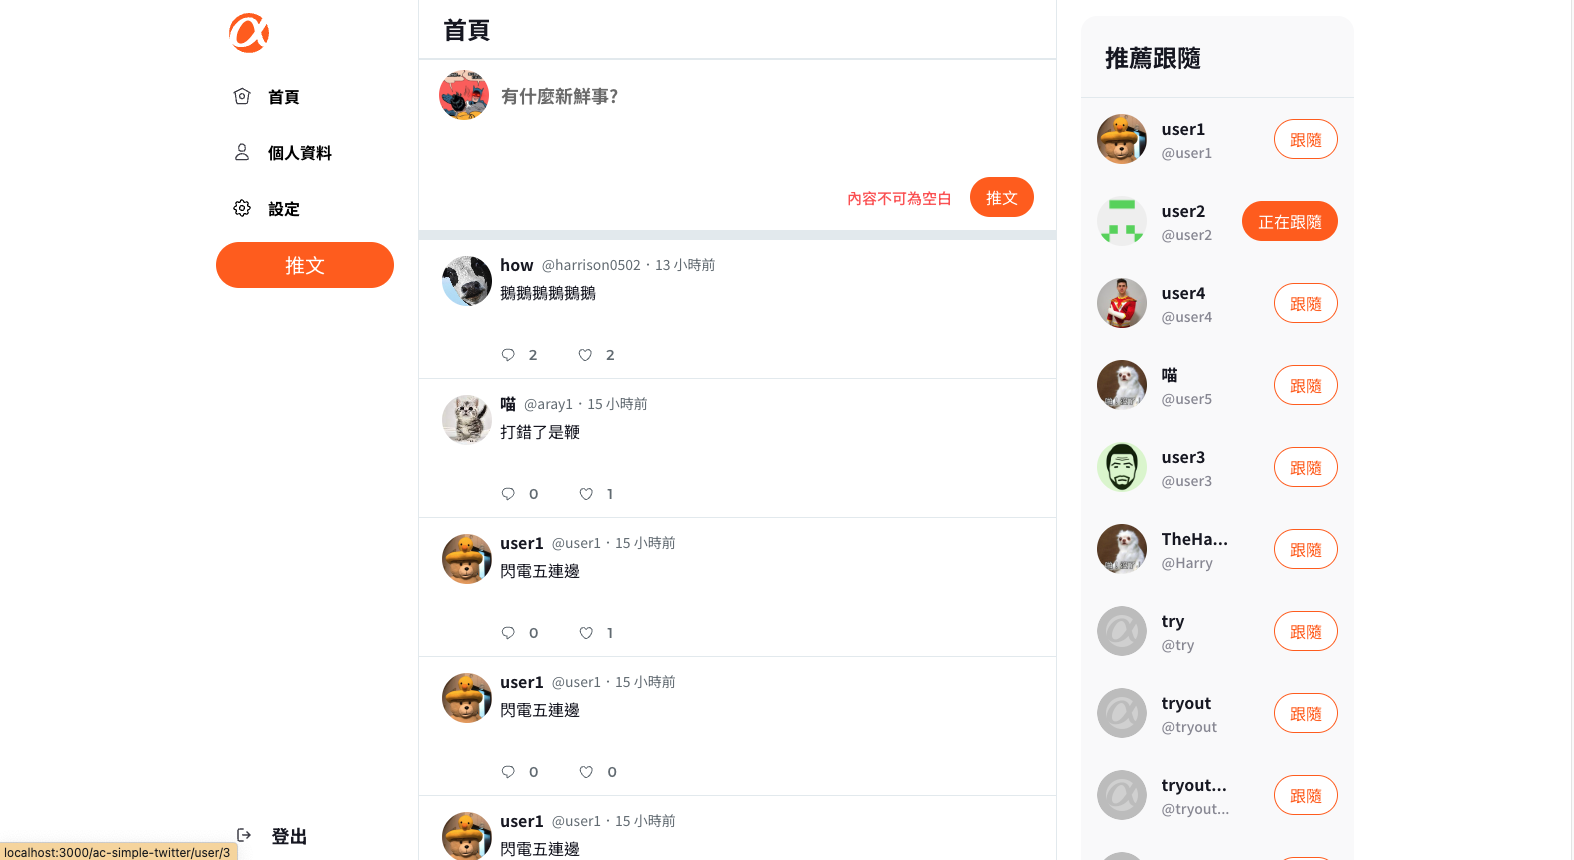 首頁
個人資料
設定
推文
登出
localhost:3000/ac-simple-twitter/user/3
首頁
有什麼新鮮事?
內容不可為空白
推文
how @harrison0502・13 小時前
鵝鵝鵝鵝鵝鵝
2 2
喵 @aray1・15 小時前
打錯了是鞭
0 1
user1 @user1・15 小時前
閃電五連邊
0 1
user1 @user1・15 小時前
閃電五連邊
0 0
user1 @user1・15 小時前
閃電五連邊
推薦跟隨
user1
@user1
跟隨
user2
@user2
正在跟隨
user4
@user4
跟隨
喵
@user5
跟隨
user3
@user3
跟隨
TheHa...
@Harry
跟隨
try
@try
跟隨
tryout
@tryout
跟隨
tryout...
@tryout...
跟隨